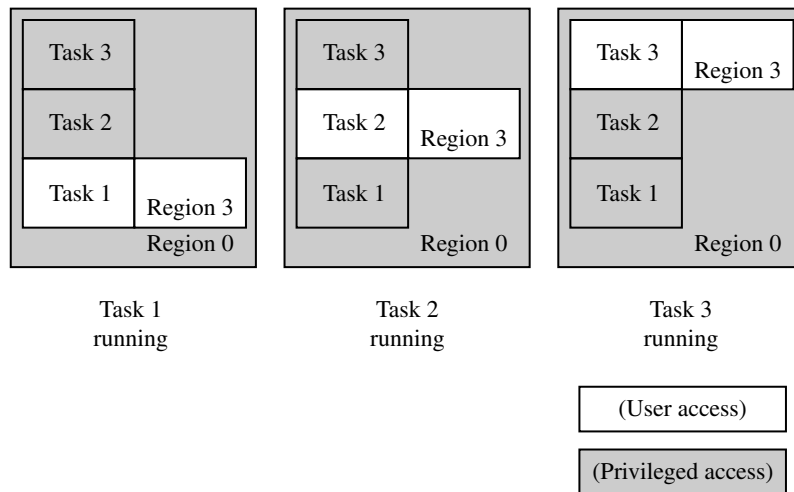 Task 3
Task 2
Task 1
Region 3
Region 0
Task 1
running
Task 3
Task 2
Region 3
Task 1
Region 0
Task 2
running
Task 3
Region 3
Task 2
Task 1
Region 0
Task 3
running
(User access)
(Privileged access)